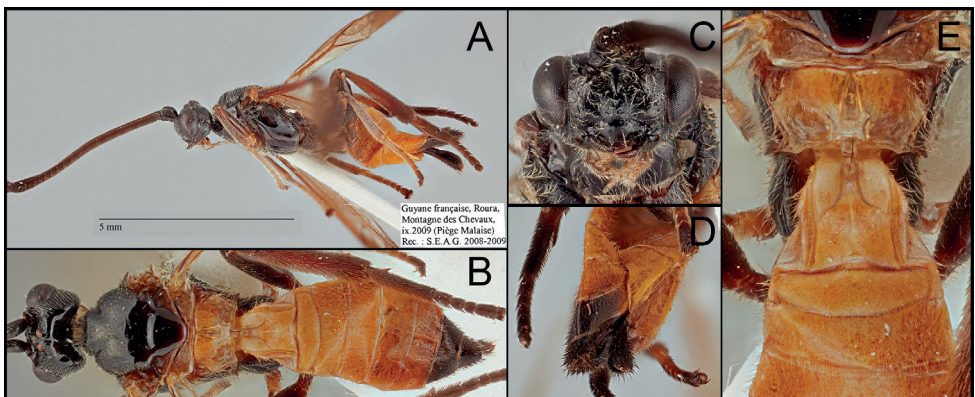 A
C
E
5 mm
Guyane française, Roura,
Montagne des Chevaux,
ix.2009 (Piège Malaise)
Rec. : S.E.A.G. 2008-2009
B
D